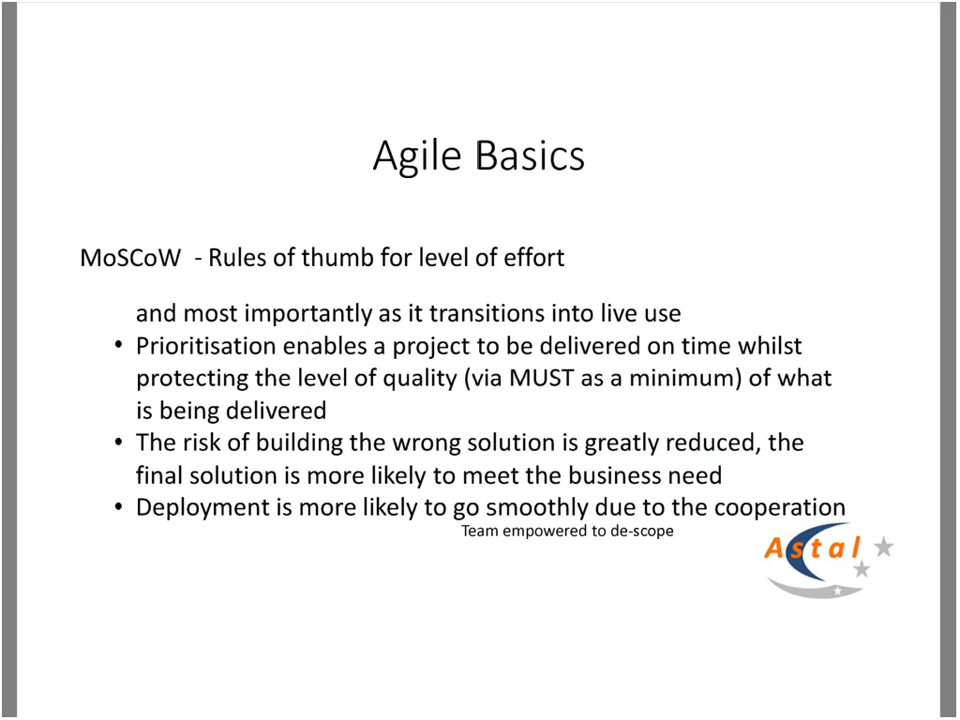 Agile Basics
MoSCoW - Rules of thumb for level of effort
and most importantly as it transitions into live use
• Prioritisation enables a project to be delivered on time whilst
protecting the level of quality (via MUST as a minimum) of what
is being delivered
• The risk of building the wrong solution is greatly reduced, the
final solution is more likely to meet the business need
• Deployment is more likely to go smoothly due to the cooperation
Team empowered to de-scope
Astal